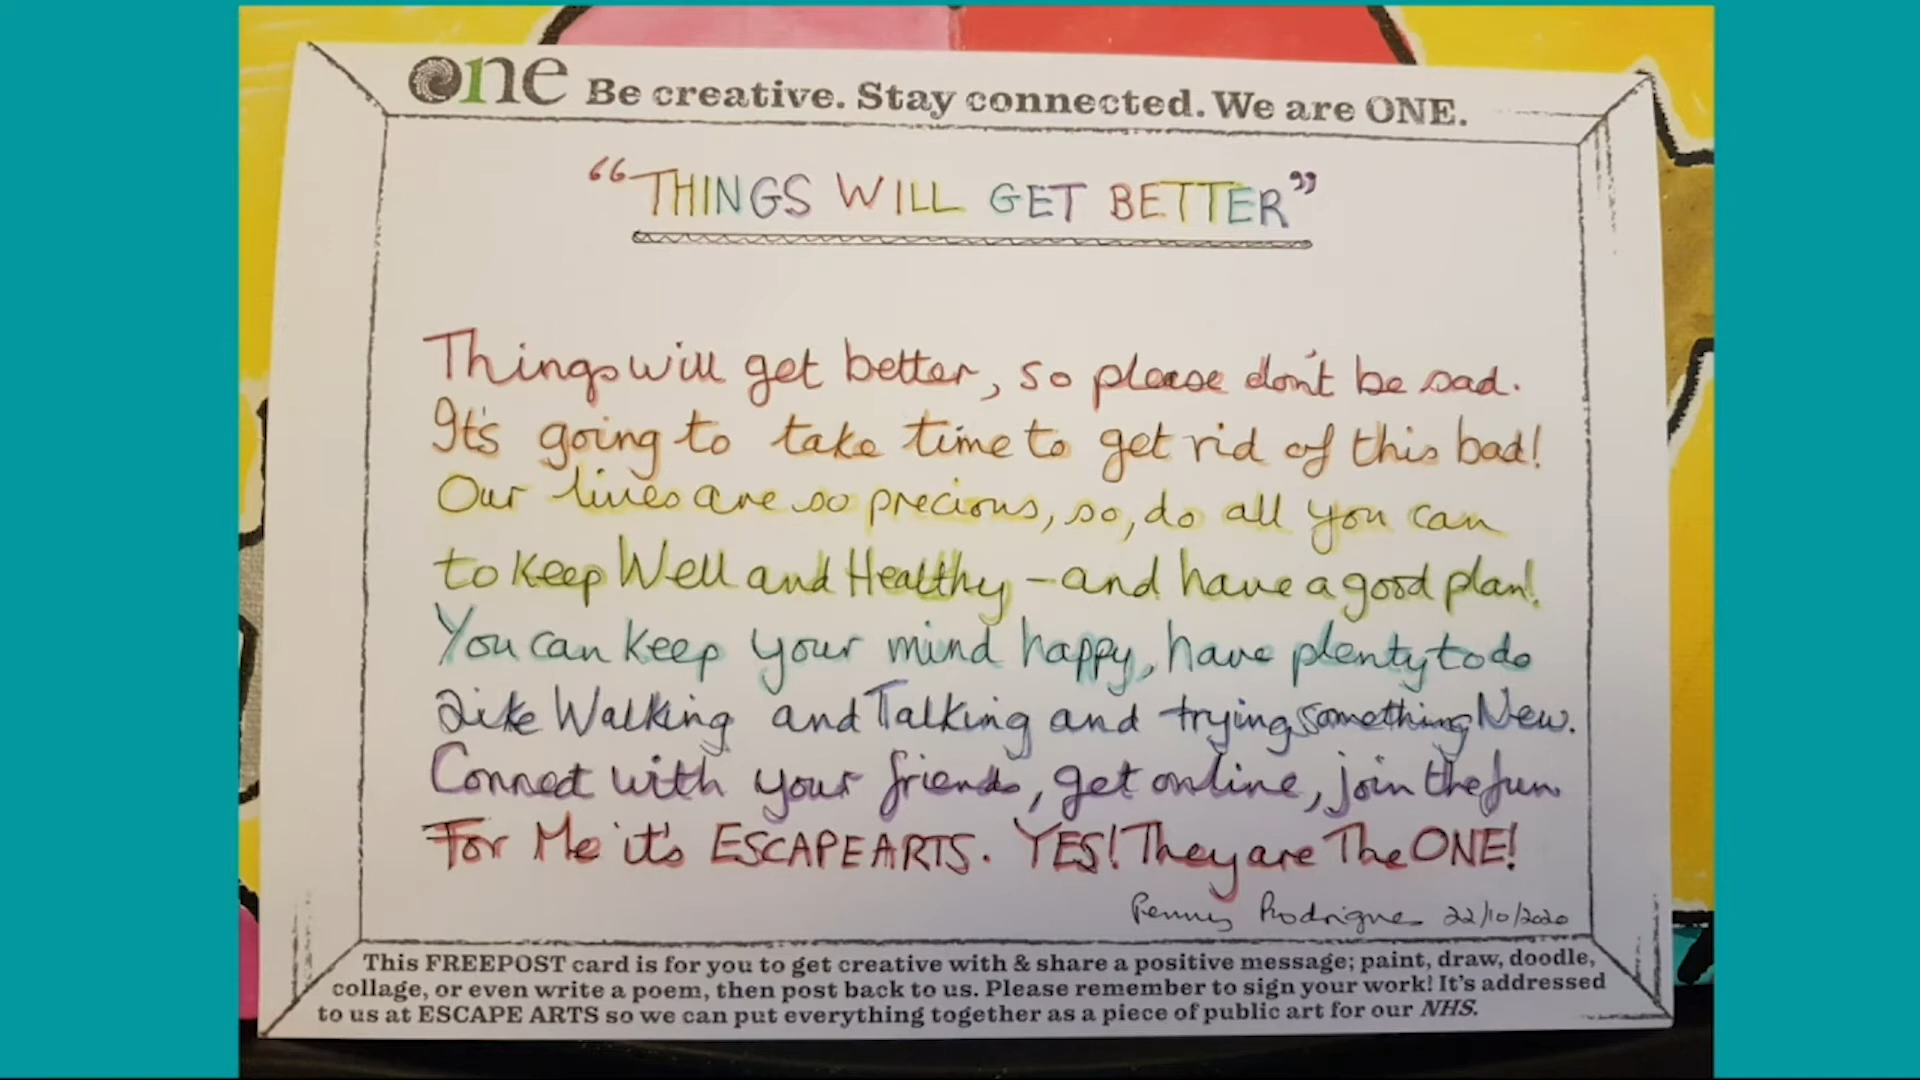 one Be creative. Stay connected. We are ONE.
“THINGS WILL GET BETTER”
Things will get better, so please don't be sad.
It's going to take time to get rid of this bad!
Our lives are so precious, so, do all you can
to keep Well and Healthy – and have a good plan!
You can keep your mind happy, have plenty to do
Like Walking and Talking and trying something New.
Connect with your friends, get online, join the fun
For Me it's ESCAPE ARTS. YES! They are The ONE!
Penny Rodrigues 22/10/2020
This FREEPOST card is for you to get creative with & share a positive message; paint, draw, doodle,
collage, or even write a poem, then post back to us. Please remember to sign your work! It's addressed
to us at ESCAPE ARTS so we can put everything together as a piece of public art for our NHS.